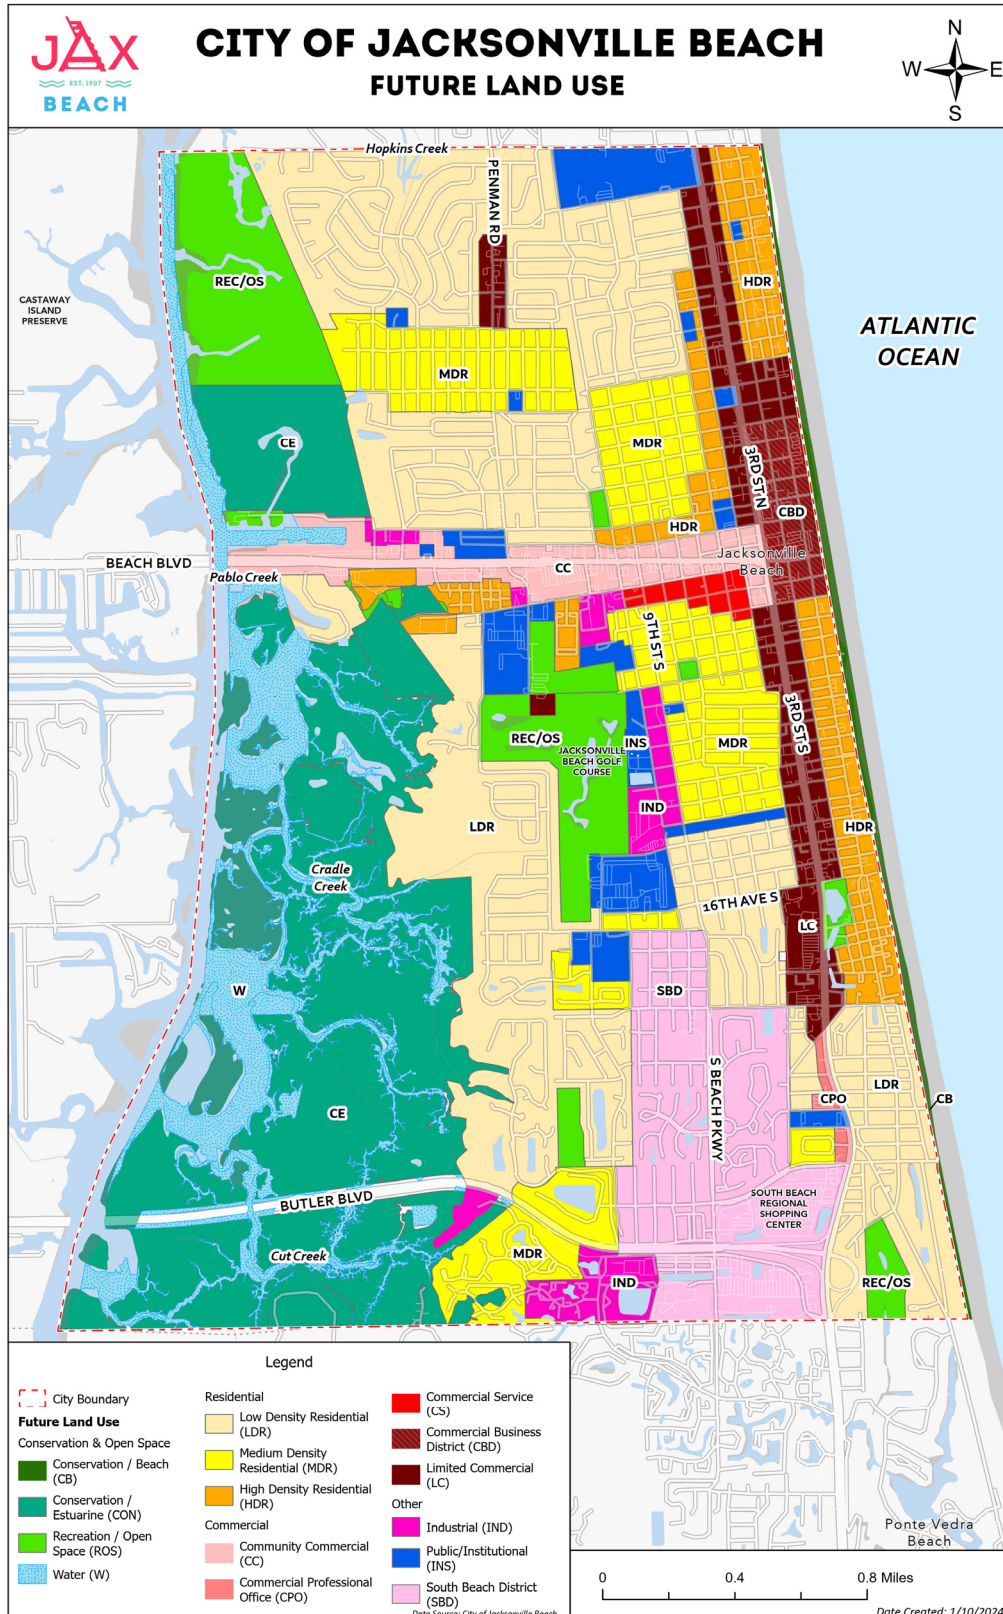 JAX
EST. 1907
BEACH
CITY OF JACKSONVILLE BEACH
FUTURE LAND USE
N
W E
S
Hopkins Creek
PENMAN RD
CASTAWAY
ISLAND
PRESERVE
REC/OS
HDR
ATLANTIC
OCEAN
MDR
CE
MDR
3RD ST N
CBD
HDR
BEACH BLVD
CC
Jacksonville
Beach
Pablo Creek
9TH ST S
3RD ST S
REC/OS
INS
MDR
JACKSONVILLE
BEACH GOLF
COURSE
IND
LDR
HDR
Cradle
Creek
16TH AVE S
LC
W
SBD
S BEACH PKWY
LDR
CPO
CB
CE
BUTLER BLVD
SOUTH BEACH
REGIONAL
SHOPPING
CENTER
Cut Creek
MDR
IND
REC/OS
Legend
City Boundary
Future Land Use
Conservation & Open Space
Conservation / Beach
(CB)
Conservation /
Estuarine (CON)
Recreation / Open
Space (ROS)
Water (W)
Residential
Low Density Residential
(LDR)
Medium Density
Residential (MDR)
High Density Residential
(HDR)
Commercial
Community Commercial
(CC)
Commercial Professional
Office (CPO)
Commercial Service
(CS)
Commercial Business
District (CBD)
Limited Commercial
(LC)
Other
Industrial (IND)
Public/Institutional
(INS)
South Beach District
(SBD)
Data Source: City of Jacksonville Beach
Ponte Vedra
Beach
0 0.4 0.8 Miles
Date Created: 1/10/2024